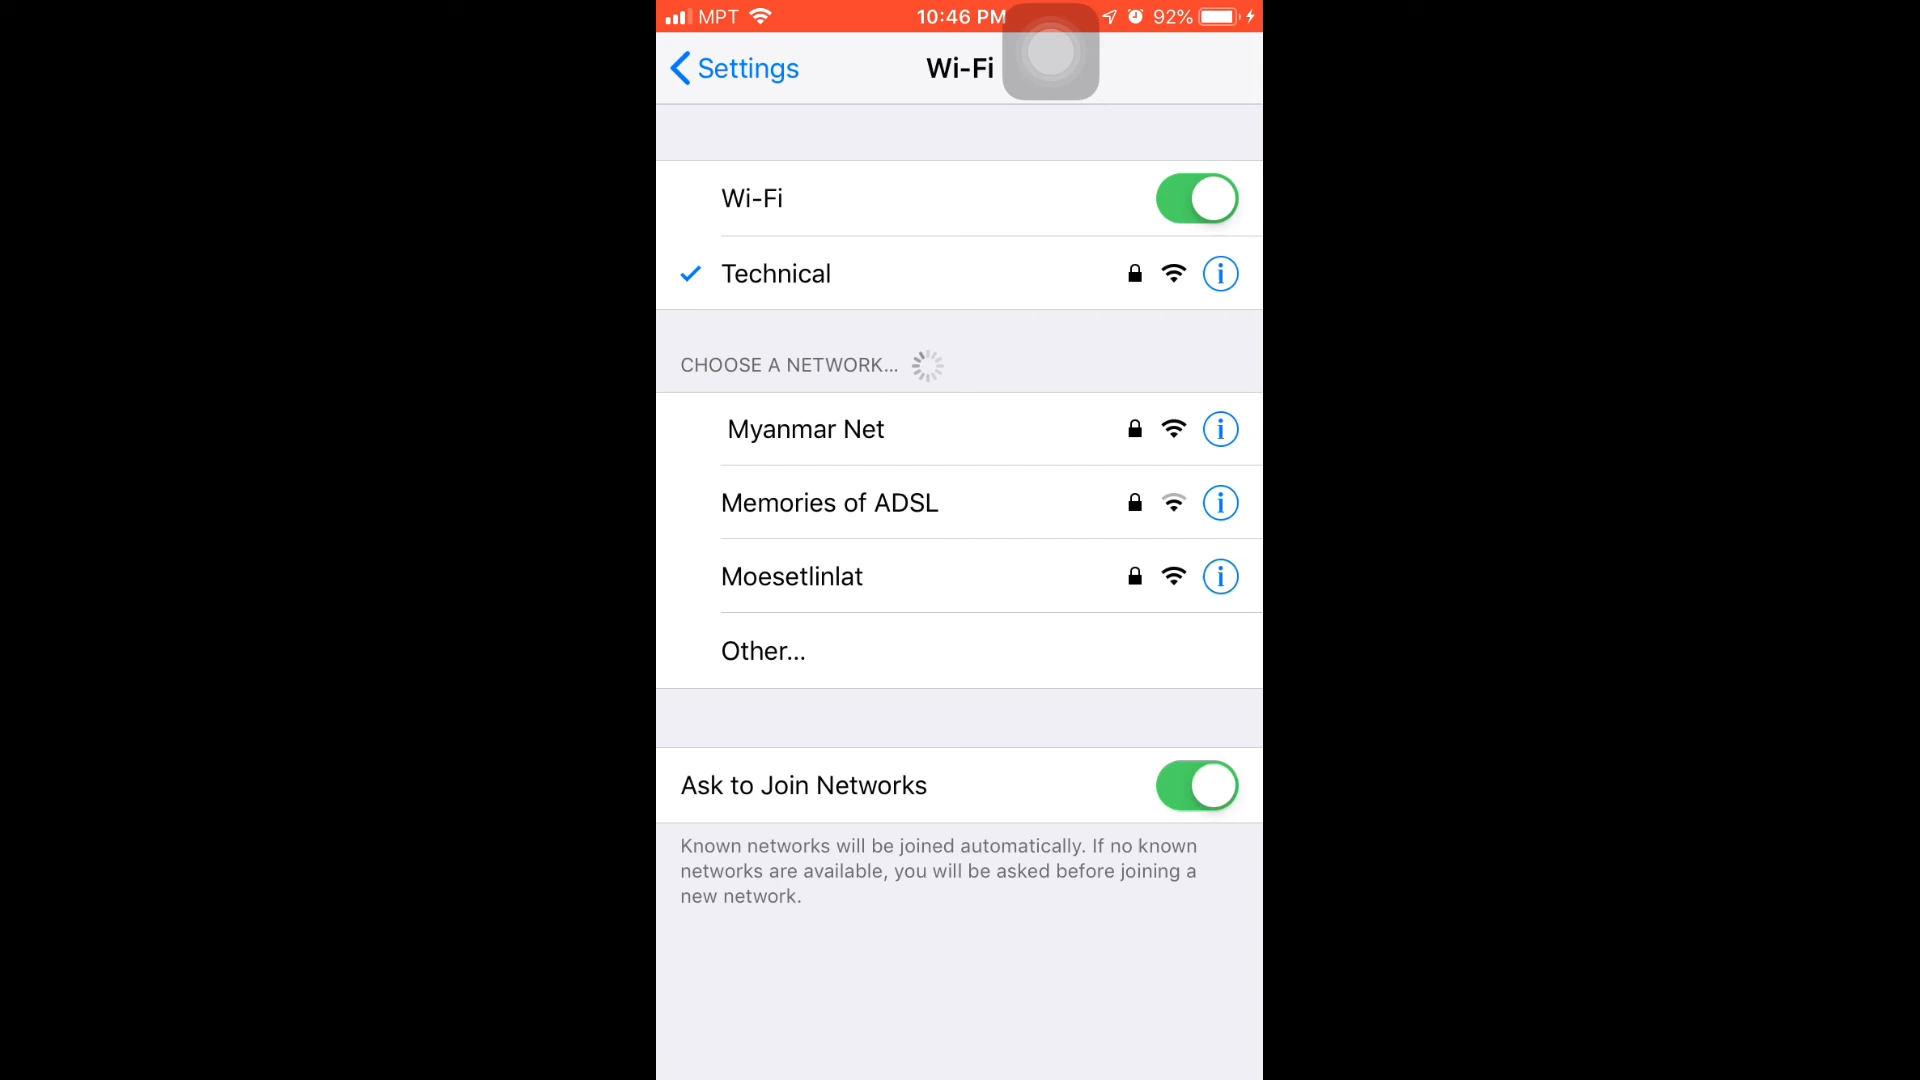 MPT 10:46 PM 92%
Settings Wi-Fi
Wi-Fi
Technical
CHOOSE A NETWORK...
Myanmar Net
Memories of ADSL
Moesetlinlat
Other...
Ask to Join Networks
Known networks will be joined automatically. If no known
networks are available, you will be asked before joining a
new network.